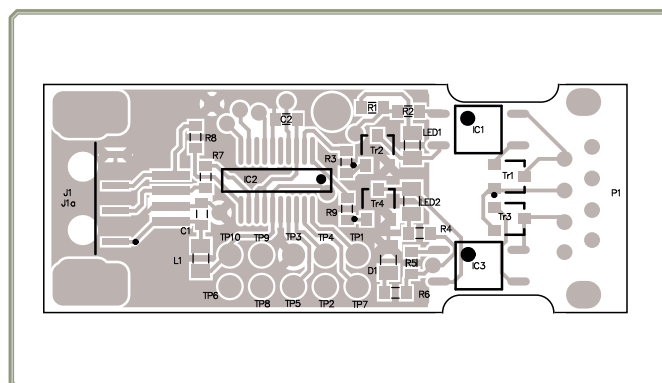 R1
R2
C2
IC1
LED1
R8
Tr2
R7
R3
Tr1
IC2
J1
P1
J1a
Tr4
LED2
R9
Tr3
C1
R4
TP10
TP9
TP3
TP4
TP1
L1
R5
IC3
D1
TP6
TP8
TP5
TP2
TP7
R6